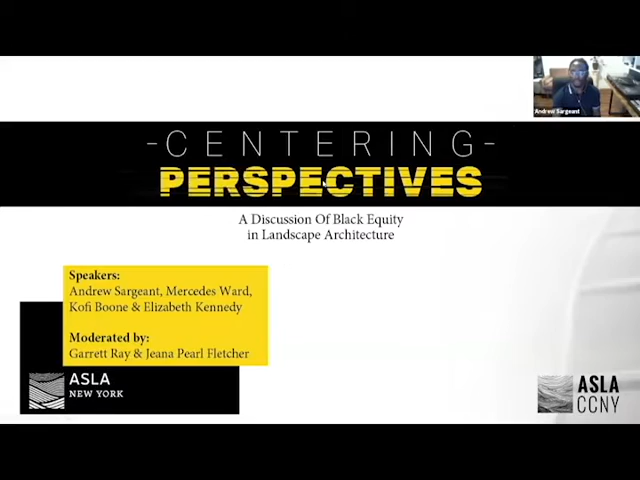 Andrew Sargeant
-CENTERING-
PERSPECTIVES
A Discussion Of Black Equity
in Landscape Architecture
Speakers:
Andrew Sargeant, Mercedes Ward,
Kofi Boone & Elizabeth Kennedy
Moderated by:
Garrett Ray & Jeana Pearl Fletcher
ASLA
NEW YORK
ASLA
CCNY